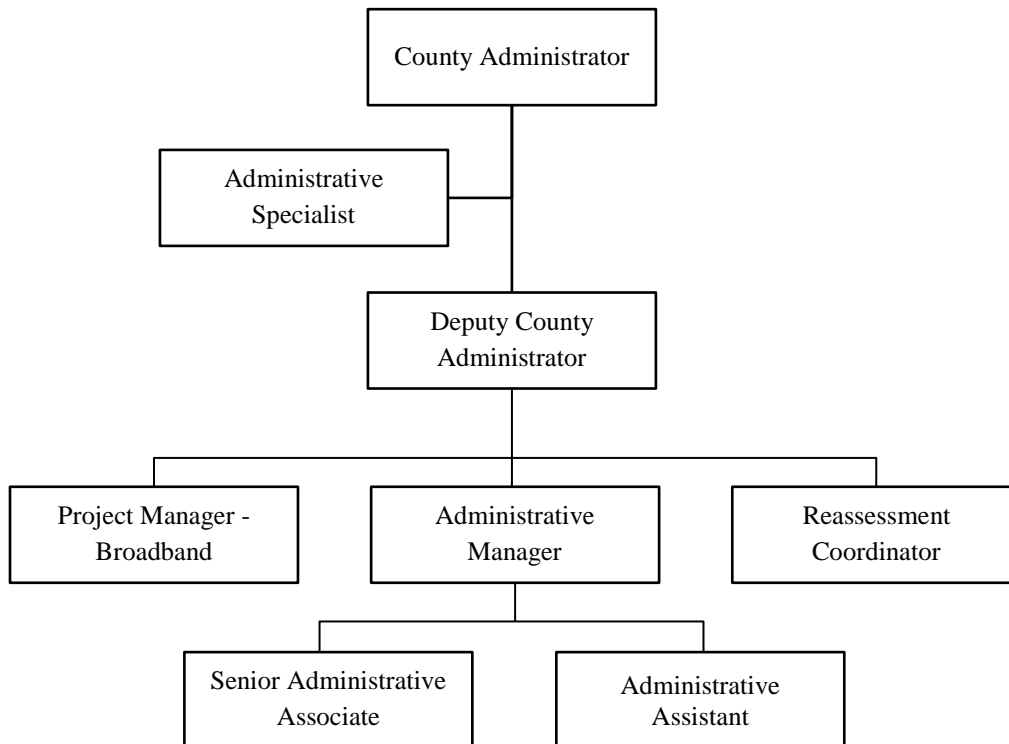 County Administrator
Administrative
Specialist
Deputy County
Administrator
Project Manager -
Broadband
Administrative
Manager
Reassessment
Coordinator
Senior Administrative
Associate
Administrative
Assistant